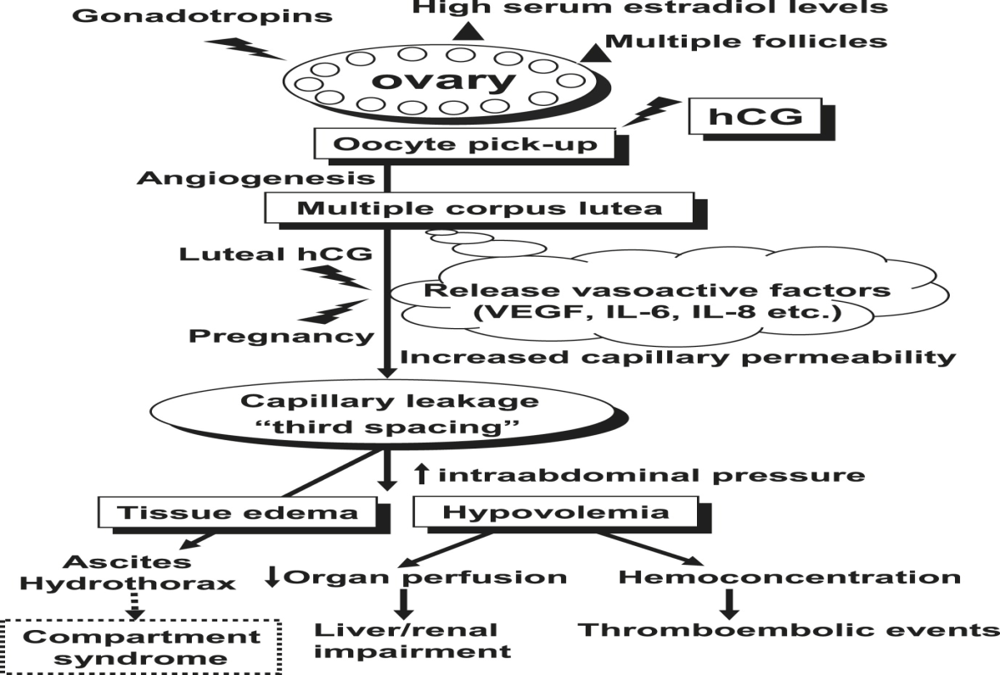 Gonadotropins
High serum estradiol levels
Multiple follicles
ovary
hCG
Oocyte pick-up
Angiogenesis
Multiple corpus lutea
Luteal hCG
Release vasoactive factors
(VEGF, IL-6, IL-8 etc.)
Pregnancy
Increased capillary permeability
Capillary leakage
“third spacing”
↑ intraabdominal pressure
Tissue edema
Hypovolemia
Ascites
Hydrothorax
↓Organ perfusion
Hemoconcentration
Compartment
syndrome
Liver/renal
impairment
Thromboembolic events